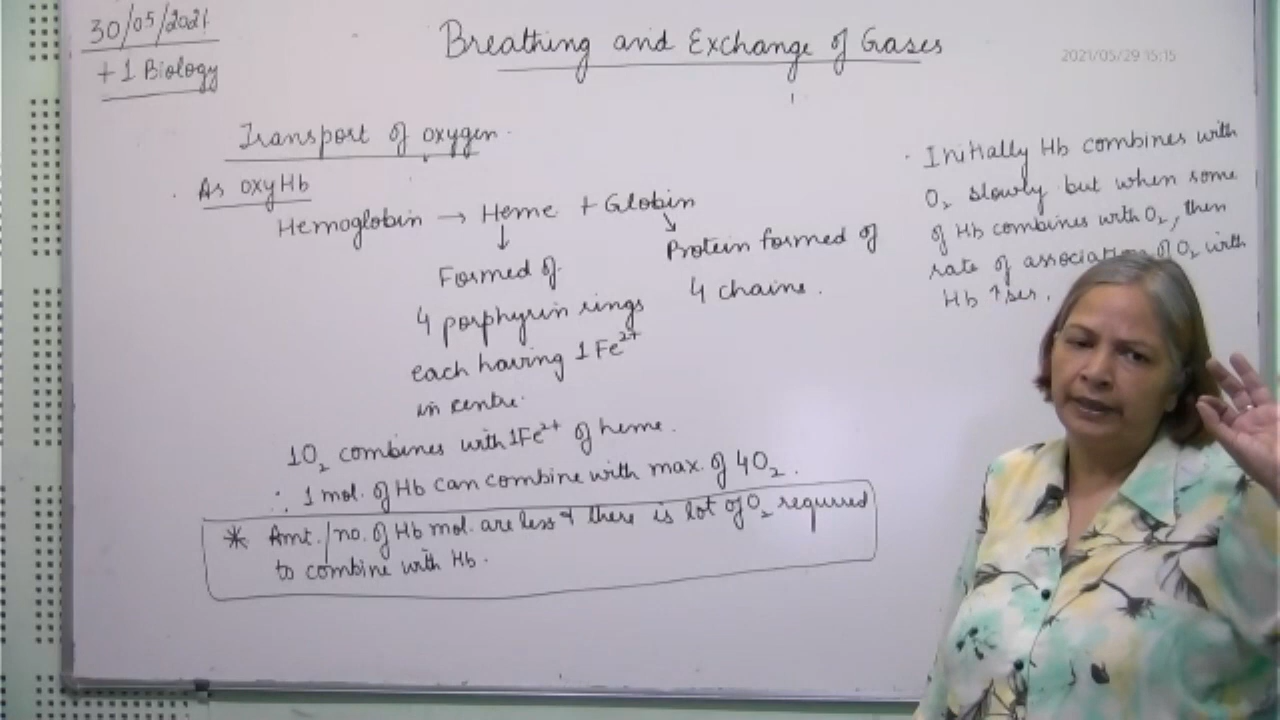 30/05/2021
+1 Biology
Breathing and Exchange of Gases
2021/05/29 15:15
Transport of oxygen.
As oxyHb
Hemoglobin → Heme + Globin
↓
Formed of
4 porphyrin rings
each having 1Fe²⁺
in centre.
Protein formed of
4 chains.
1O₂ combines with 1Fe²⁺ of heme.
∴ 1 mol. of Hb can combine with max. of 4O₂.
* Amt./no. of Hb mol. are less & there is lot of O₂ required
to combine with Hb.
Initially Hb combines with
O₂ slowly but when some
of Hb combines with O₂, then
rate of of O₂ with
Hb ↑ses.